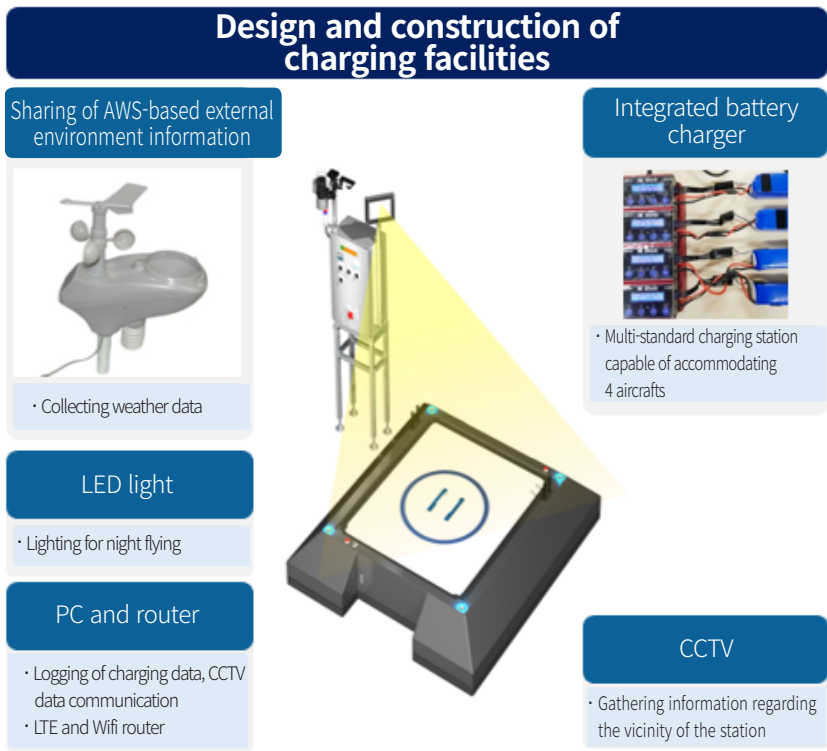 Design and construction of
charging facilities
Sharing of AWS-based external
environment information
· Collecting weather data
LED light
· Lighting for night flying
PC and router
· Logging of charging data, CCTV
data communication
· LTE and Wifi router
Integrated battery
charger
· Multi-standard charging station
capable of accommodating
4 aircrafts
CCTV
· Gathering information regarding
the vicinity of the station